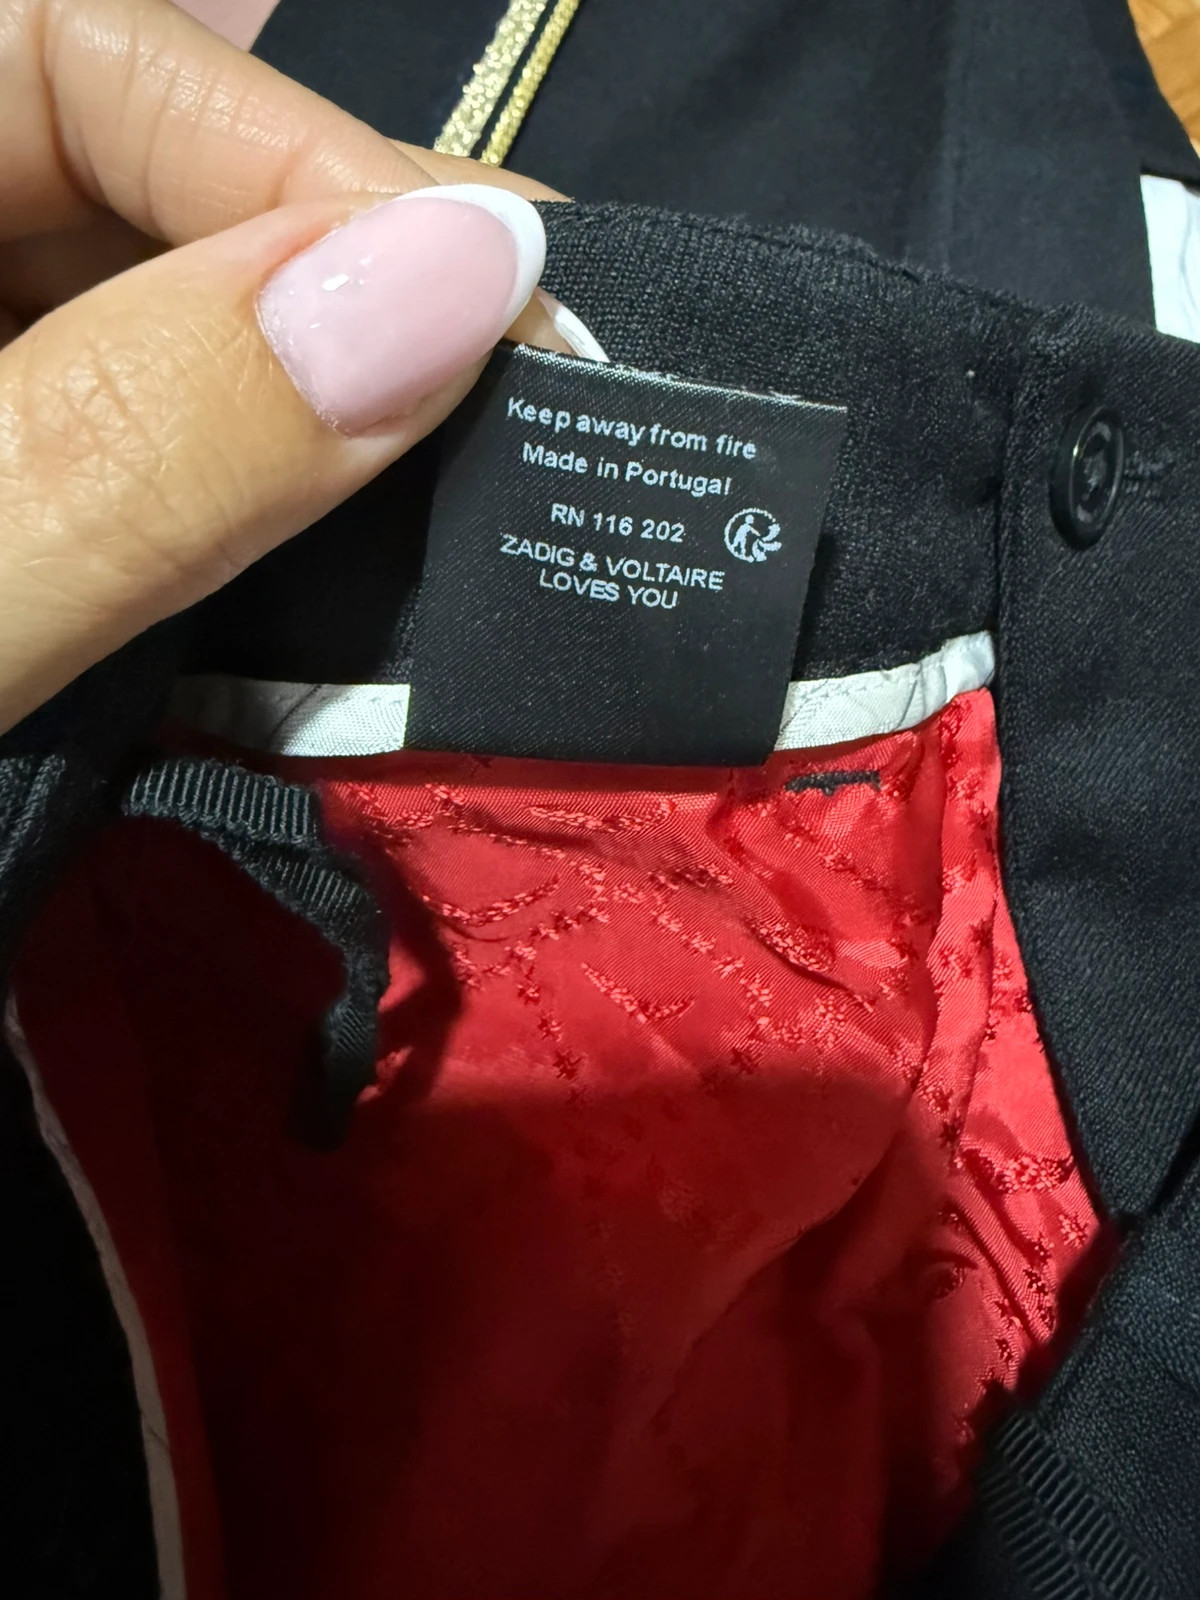 Keep away from fire
Made in Portugal
RN 116 202
ZADIG & VOLTAIRE
LOVES YOU